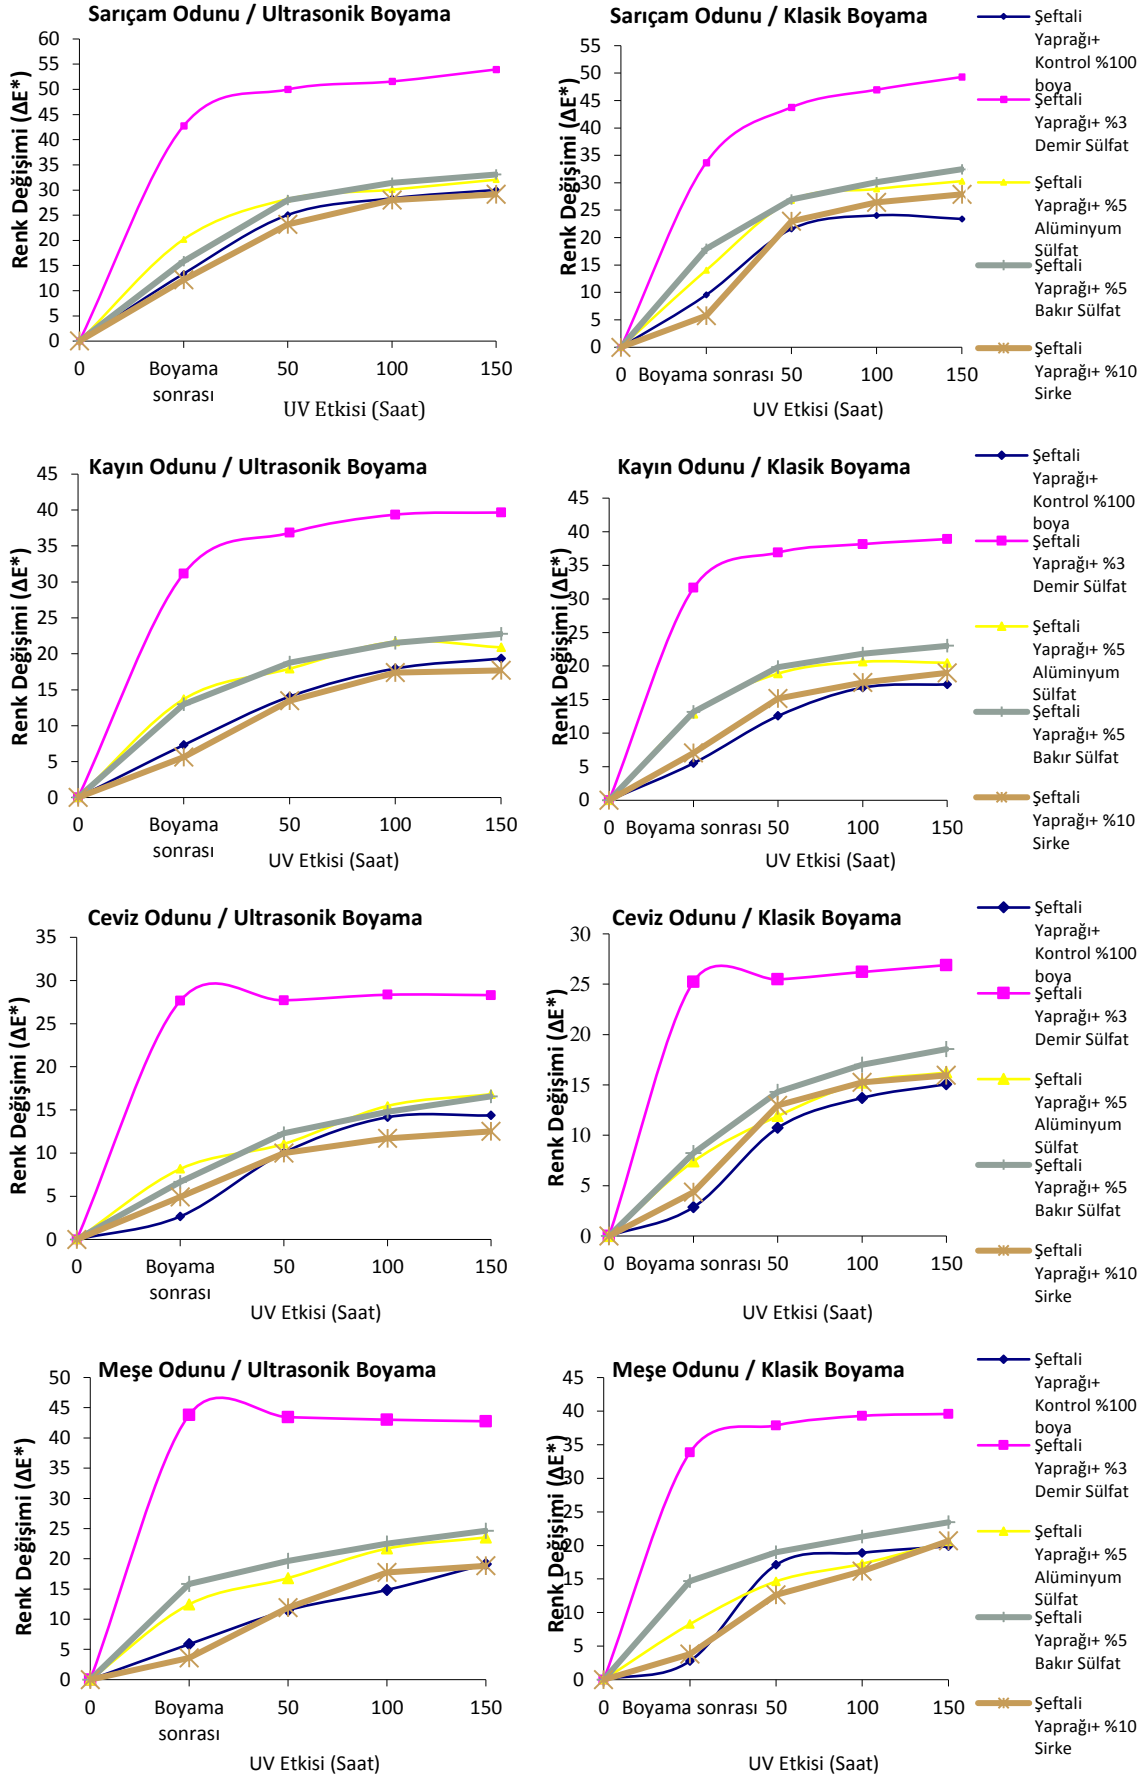 Sarıçam Odunu / Ultrasonik Boyama
Renk Değişimi (ΔE*)
60
55
50
45
40
35
30
25
20
15
10
5
0
0
Boyama
sonrası
50
100
150
UV Etkisi (Saat)
Sarıçam Odunu / Klasik Boyama
Renk Değişimi (ΔE*)
55
50
45
40
35
30
25
20
15
10
5
0
0 Boyama sonrası 50 100 150
UV Etkisi (Saat)
Şeftali
Yaprağı+
Kontrol %100
boya
Şeftali
Yaprağı+ %3
Demir Sülfat
Şeftali
Yaprağı+ %5
Alüminyum
Sülfat
Şeftali
Yaprağı+ %5
Bakır Sülfat
Şeftali
Yaprağı+ %10
Sirke
Kayın Odunu / Ultrasonik Boyama
Renk Değişimi (ΔE*)
45
40
35
30
25
20
15
10
5
0
0
Boyama
sonrası
50
100
150
UV Etkisi (Saat)
Kayın Odunu / Klasik Boyama
Renk Değişimi (ΔE*)
45
40
35
30
25
20
15
10
5
0
0 Boyama sonrası 50 100 150
UV Etkisi (Saat)
Şeftali
Yaprağı+
Kontrol %100
boya
Şeftali
Yaprağı+ %3
Demir Sülfat
Şeftali
Yaprağı+ %5
Alüminyum
Sülfat
Şeftali
Yaprağı+ %5
Bakır Sülfat
Şeftali
Yaprağı+ %10
Sirke
Ceviz Odunu / Ultrasonik Boyama
Renk Değişimi (ΔE*)
35
30
25
20
15
10
5
0
0
Boyama
sonrası
50
100
150
UV Etkisi (Saat)
Ceviz Odunu / Klasik Boyama
Renk Değişimi (ΔE*)
30
25
20
15
10
5
0
0 Boyama sonrası 50 100 150
UV Etkisi (Saat)
Şeftali
Yaprağı+
Kontrol %100
boya
Şeftali
Yaprağı+ %3
Demir Sülfat
Şeftali
Yaprağı+ %5
Alüminyum
Sülfat
Şeftali
Yaprağı+ %5
Bakır Sülfat
Şeftali
Yaprağı+ %10
Sirke
Meşe Odunu / Ultrasonik Boyama
Renk Değişimi (ΔE*)
50
45
40
35
30
25
20
15
10
5
0
0
Boyama
sonrası
50
100
150
UV Etkisi (Saat)
Meşe Odunu / Klasik Boyama
Renk Değişimi (ΔE*)
45
40
35
30
25
20
15
10
5
0
0 Boyama sonrası 50 100 150
UV Etkisi (Saat)
Şeftali
Yaprağı+
Kontrol %100
boya
Şeftali
Yaprağı+ %3
Demir Sülfat
Şeftali
Yaprağı+ %5
Alüminyum
Sülfat
Şeftali
Yaprağı+ %5
Bakır Sülfat
Şeftali
Yaprağı+ %10
Sirke